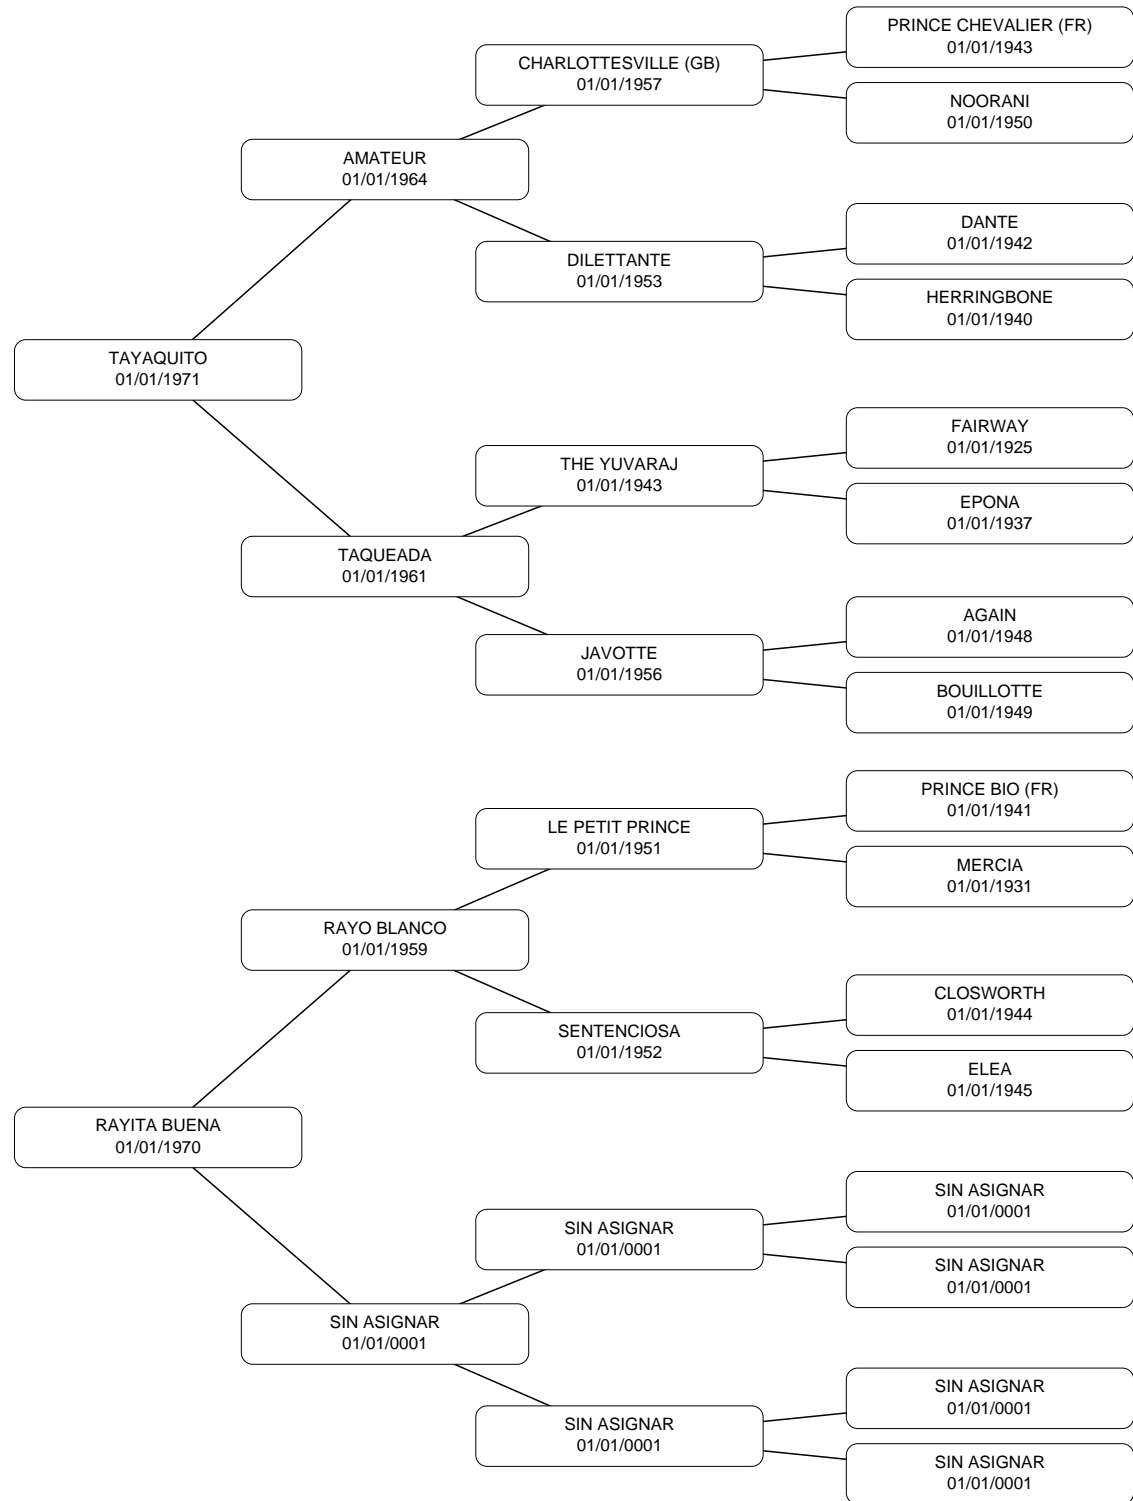 PRINCE CHEVALIER (FR)
01/01/1943
CHARLOTTESVILLE (GB)
01/01/1957
NOORANI
01/01/1950
AMATEUR
01/01/1964
DANTE
01/01/1942
DILETTANTE
01/01/1953
HERRINGBONE
01/01/1940
TAYAQUITO
01/01/1971
FAIRWAY
01/01/1925
THE YUVARAJ
01/01/1943
EPONA
01/01/1937
TAQUEADA
01/01/1961
AGAIN
01/01/1948
JAVOTTE
01/01/1956
BOUILLOTTE
01/01/1949
PRINCE BIO (FR)
01/01/1941
LE PETIT PRINCE
01/01/1951
MERCIA
01/01/1931
RAYO BLANCO
01/01/1959
CLOSWORTH
01/01/1944
SENTENCIOSA
01/01/1952
ELEA
01/01/1945
RAYITA BUENA
01/01/1970
SIN ASIGNAR
01/01/0001
SIN ASIGNAR
01/01/0001
SIN ASIGNAR
01/01/0001
SIN ASIGNAR
01/01/0001
SIN ASIGNAR
01/01/0001
SIN ASIGNAR
01/01/0001
SIN ASIGNAR
01/01/0001